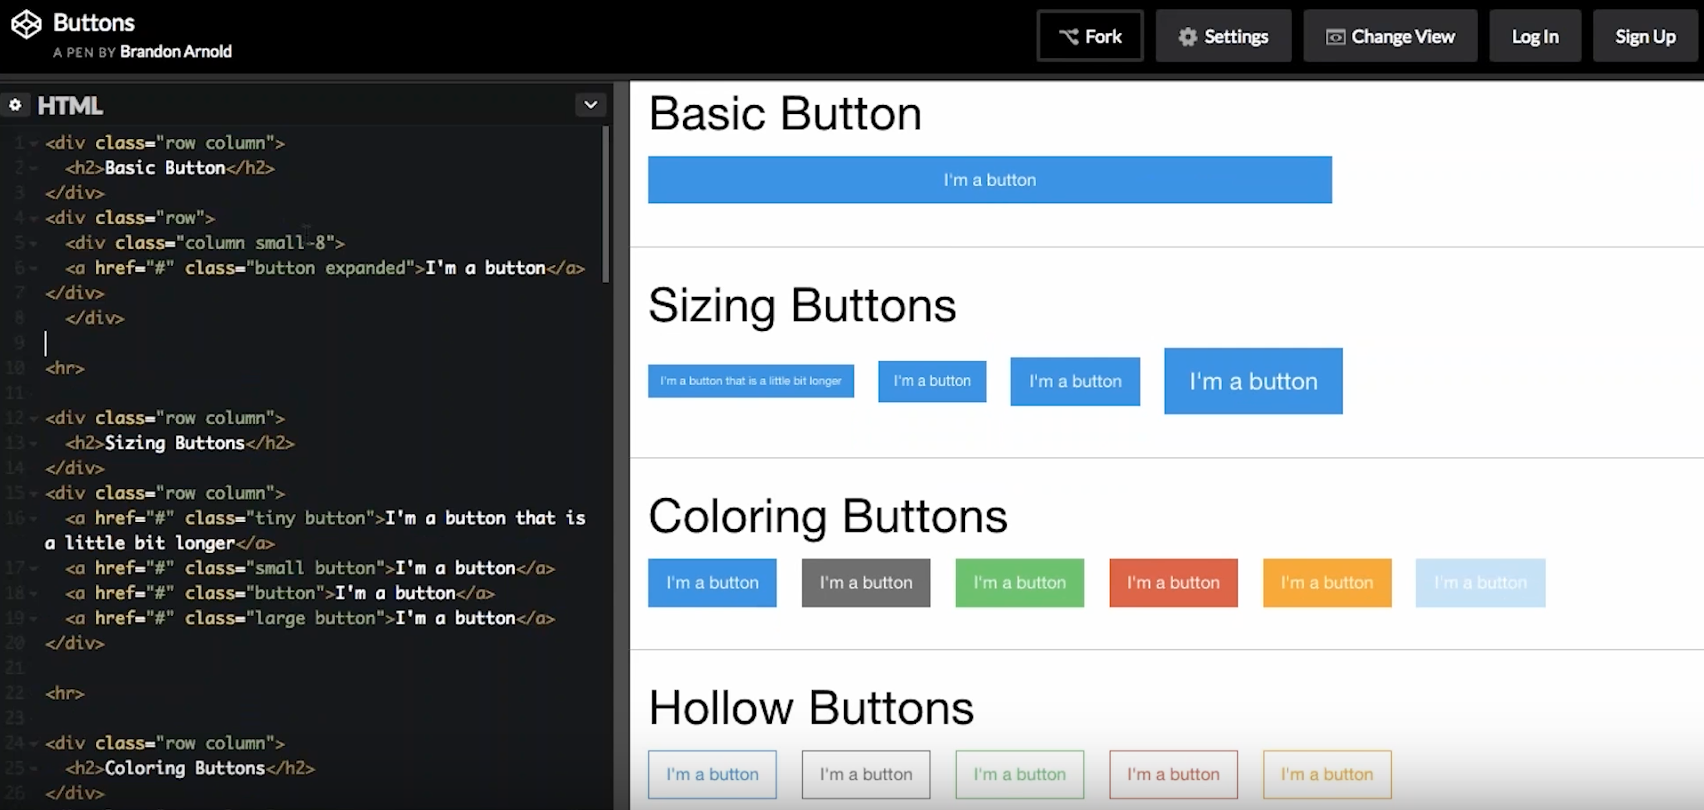 Buttons
A PEN BY Brandon Arnold
Fork
Settings
Change View
Log In
Sign Up
HTML
1 <div class="row column">
2 <h2>Basic Button</h2>
3 </div>
4 <div class="row">
5 <div class="column small-8">
6 <a href="#" class="button expanded">I'm a button</a>
7 </div>
8 </div>
9
10 <hr>
11
12 <div class="row column">
13 <h2>Sizing Buttons</h2>
14 </div>
15 <div class="row column">
16 <a href="#" class="tiny button">I'm a button that is
a little bit longer</a>
17 <a href="#" class="small button">I'm a button</a>
18 <a href="#" class="button">I'm a button</a>
19 <a href="#" class="large button">I'm a button</a>
20 </div>
21
22 <hr>
23
24 <div class="row column">
25 <h2>Coloring Buttons</h2>
26 </div>
Basic Button
I'm a button
Sizing Buttons
I'm a button that is a little bit longer
I'm a button
I'm a button
I'm a button
Coloring Buttons
I'm a button
I'm a button
I'm a button
I'm a button
I'm a button
I'm a button
Hollow Buttons
I'm a button
I'm a button
I'm a button
I'm a button
I'm a button